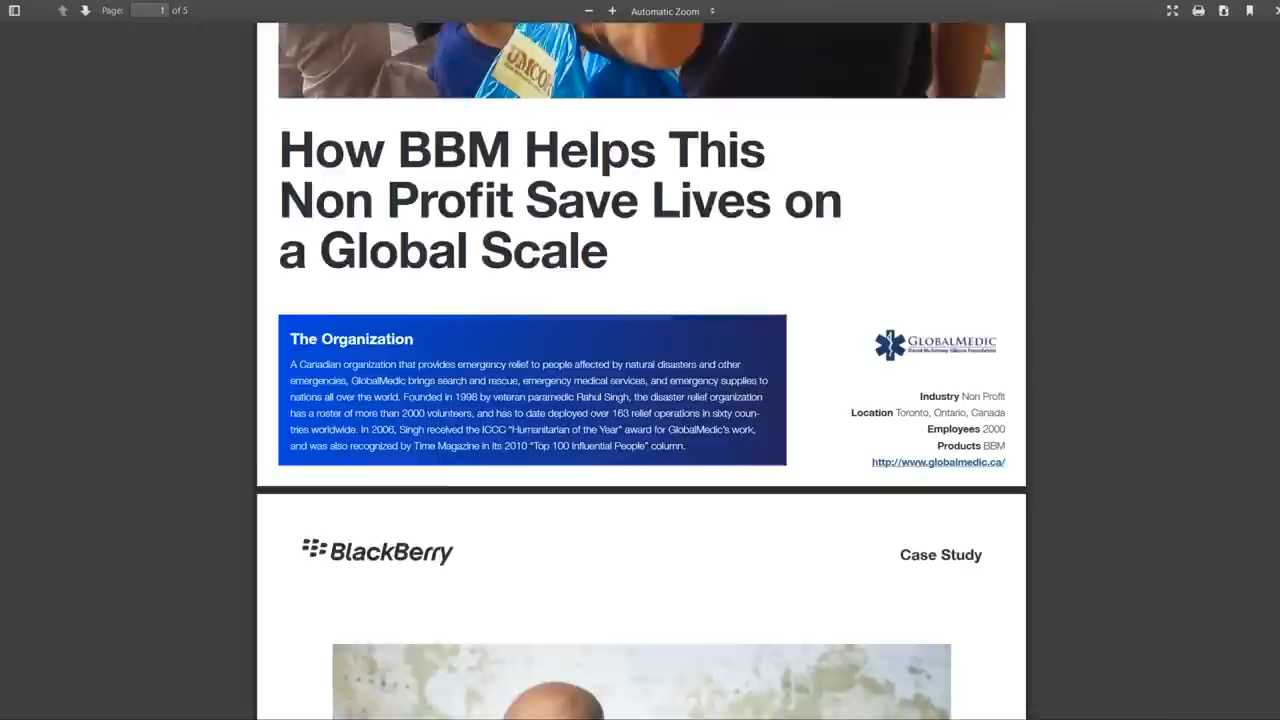 Page: 1 of 5
Automatic Zoom
UMCOR
How BBM Helps This
Non Profit Save Lives on
a Global Scale
The Organization
A Canadian organization that provides emergency relief to people affected by natural disasters and other
emergencies, GlobalMedic brings search and rescue, emergency medical services, and emergency supplies to
nations all over the world. Founded in 1998 by veteran paramedic Rahul Singh, the disaster relief organization
has a roster of more than 2000 volunteers, and has to date deployed over 163 relief operations in sixty coun-
tries worldwide. In 2006, Singh received the ICCC "Humanitarian of the Year" award for GlobalMedic's work,
and was also recognized by Time Magazine in its 2010 "Top 100 Influential People" column.
GLOBALMEDIC
David McAntony Gibson Foundation
Industry Non Profit
Location Toronto, Ontario, Canada
Employees 2000
Products BBM
http://www.globalmedic.ca/
BlackBerry
Case Study